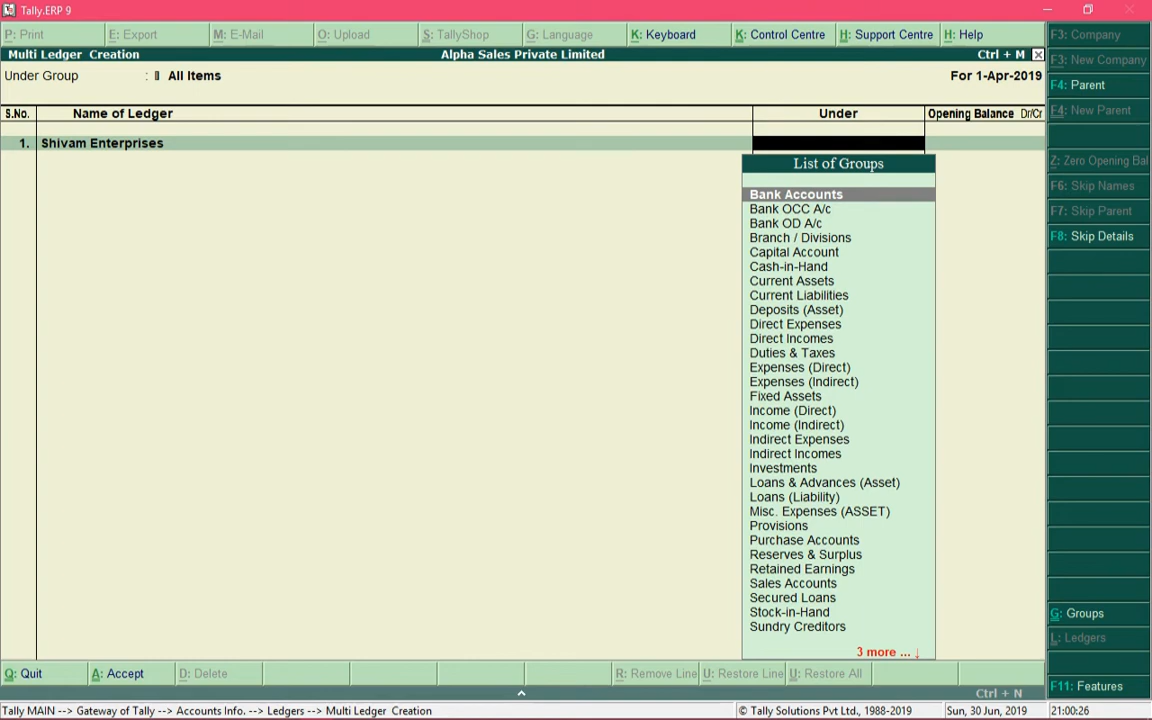 Tally.ERP 9
P: Print E: Export M: E-Mail O: Upload S: TallyShop G: Language K: Keyboard K: Control Centre H: Support Centre H: Help
Multi Ledger Creation Alpha Sales Private Limited Ctrl + M
Under Group : All Items For 1-Apr-2019
S.No. Name of Ledger Under Opening Balance Dr/Cr
1. Shivam Enterprises
List of Groups
Bank Accounts
Bank OCC A/c
Bank OD A/c
Branch / Divisions
Capital Account
Cash-in-Hand
Current Assets
Current Liabilities
Deposits (Asset)
Direct Expenses
Direct Incomes
Duties & Taxes
Expenses (Direct)
Expenses (Indirect)
Fixed Assets
Income (Direct)
Income (Indirect)
Indirect Expenses
Indirect Incomes
Investments
Loans & Advances (Asset)
Loans (Liability)
Misc. Expenses (ASSET)
Provisions
Purchase Accounts
Reserves & Surplus
Retained Earnings
Sales Accounts
Secured Loans
Stock-in-Hand
Sundry Creditors
3 more ... ↓
F3: Company
F3: New Company
F4: Parent
F4: New Parent
Z: Zero Opening Bal
F6: Skip Names
F7: Skip Parent
F8: Skip Details
G: Groups
L: Ledgers
F11: Features
Q: Quit A: Accept D: Delete R: Remove Line U: Restore Line U: Restore All
Ctrl + N
Tally MAIN --> Gateway of Tally --> Accounts Info. --> Ledgers --> Multi Ledger Creation © Tally Solutions Pvt Ltd., 1988-2019 Sun, 30 Jun, 2019 21:00:26